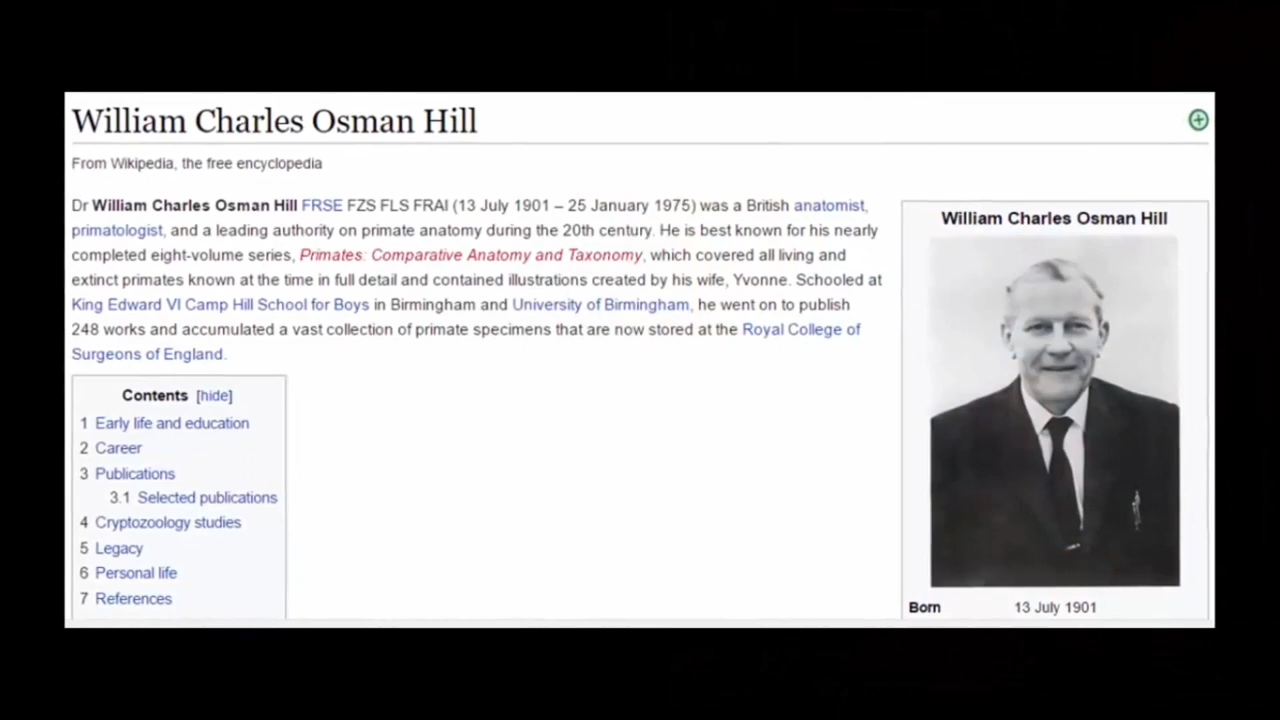 William Charles Osman Hill
From Wikipedia, the free encyclopedia
Dr William Charles Osman Hill FRSE FZS FLS FRAI (13 July 1901 – 25 January 1975) was a British anatomist,
primatologist, and a leading authority on primate anatomy during the 20th century. He is best known for his nearly
completed eight-volume series, Primates: Comparative Anatomy and Taxonomy, which covered all living and
extinct primates known at the time in full detail and contained illustrations created by his wife, Yvonne. Schooled at
King Edward VI Camp Hill School for Boys in Birmingham and University of Birmingham, he went on to publish
248 works and accumulated a vast collection of primate specimens that are now stored at the Royal College of
Surgeons of England.
Contents [hide]
1 Early life and education
2 Career
3 Publications
3.1 Selected publications
4 Cryptozoology studies
5 Legacy
6 Personal life
7 References
William Charles Osman Hill
Born 13 July 1901